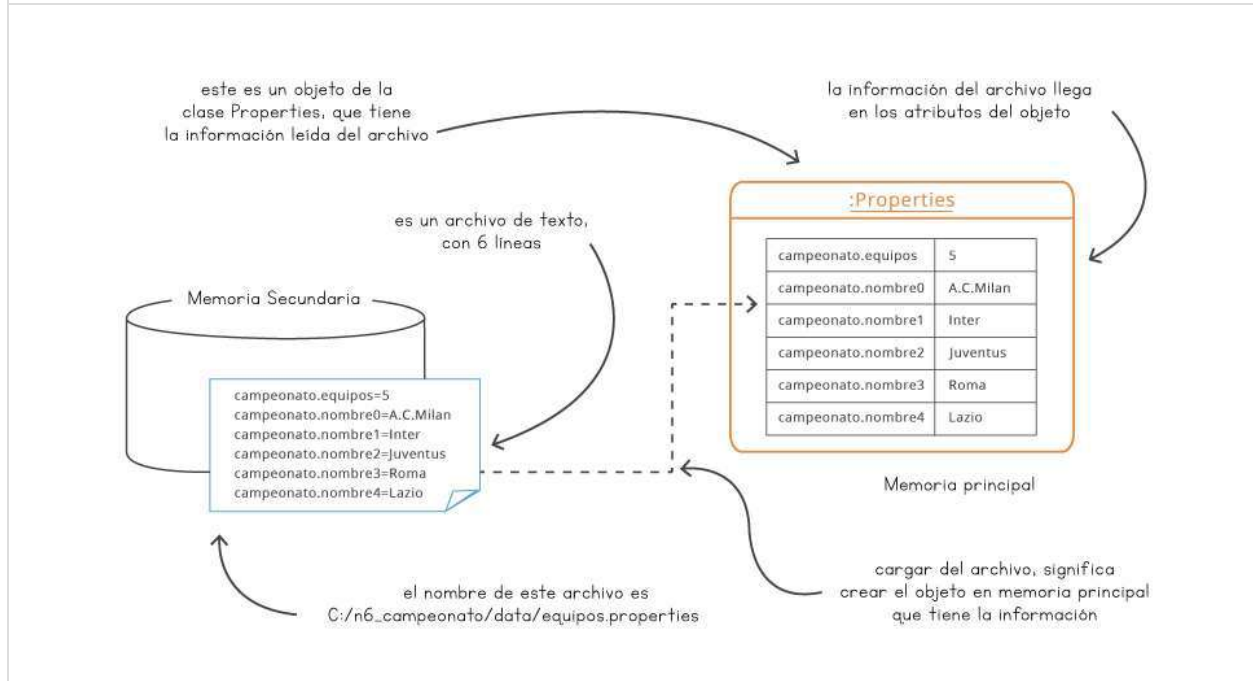 este es un objeto de la
clase Properties, que tiene
la información leída del archivo
la información del archivo llega
en los atributos del objeto
es un archivo de texto,
con 6 líneas
Memoria Secundaria
campeonato.equipos=5
campeonato.nombre0=A.C.Milan
campeonato.nombre1=Inter
campeonato.nombre2=Juventus
campeonato.nombre3=Roma
campeonato.nombre4=Lazio
:Properties
campeonato.equipos 5
campeonato.nombre0 A.C.Milan
campeonato.nombre1 Inter
campeonato.nombre2 Juventus
campeonato.nombre3 Roma
campeonato.nombre4 Lazio
Memoria principal
el nombre de este archivo es
C:/n6_campeonato/data/equipos.properties
cargar del archivo, significa
crear el objeto en memoria principal
que tiene la información